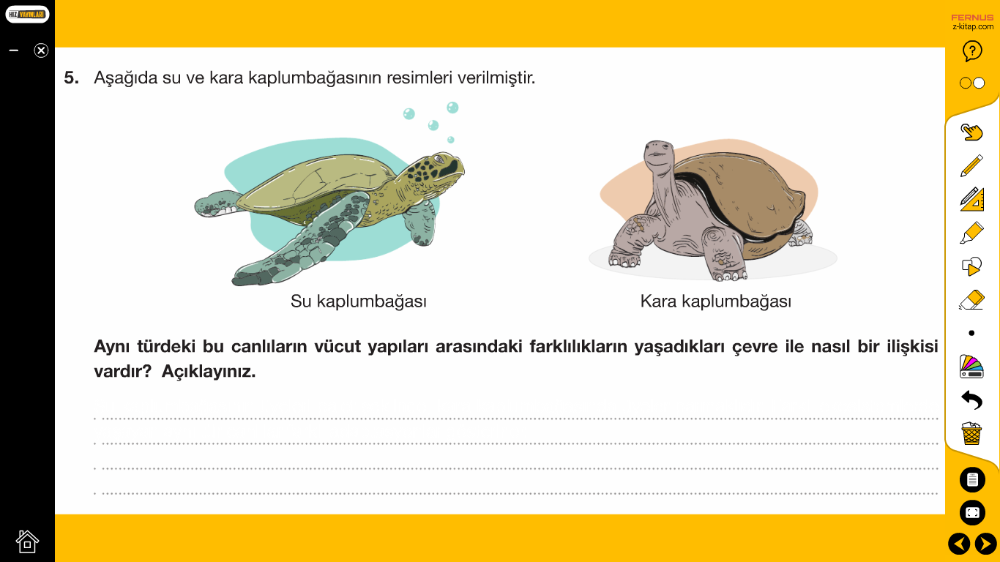 HIZ YAYINLARI
FERNUS
z-kitap.com
5. Aşağıda su ve kara kaplumbağasının resimleri verilmiştir.
Su kaplumbağası
Kara kaplumbağası
Aynı türdeki bu canlıların vücut yapıları arasındaki farklılıkların yaşadıkları çevre ile nasıl bir ilişkisi
vardır? Açıklayınız.